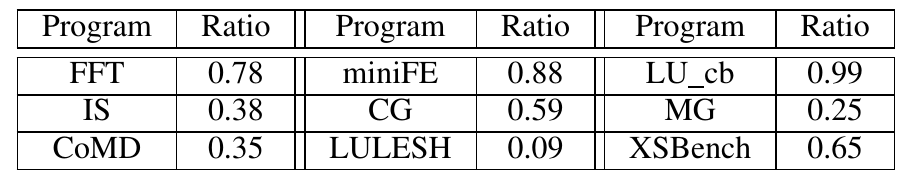 Program Ratio Program Ratio Program Ratio
FFT 0.78 miniFE 0.88 LU_cb 0.99
IS 0.38 CG 0.59 MG 0.25
CoMD 0.35 LULESH 0.09 XSBench 0.65